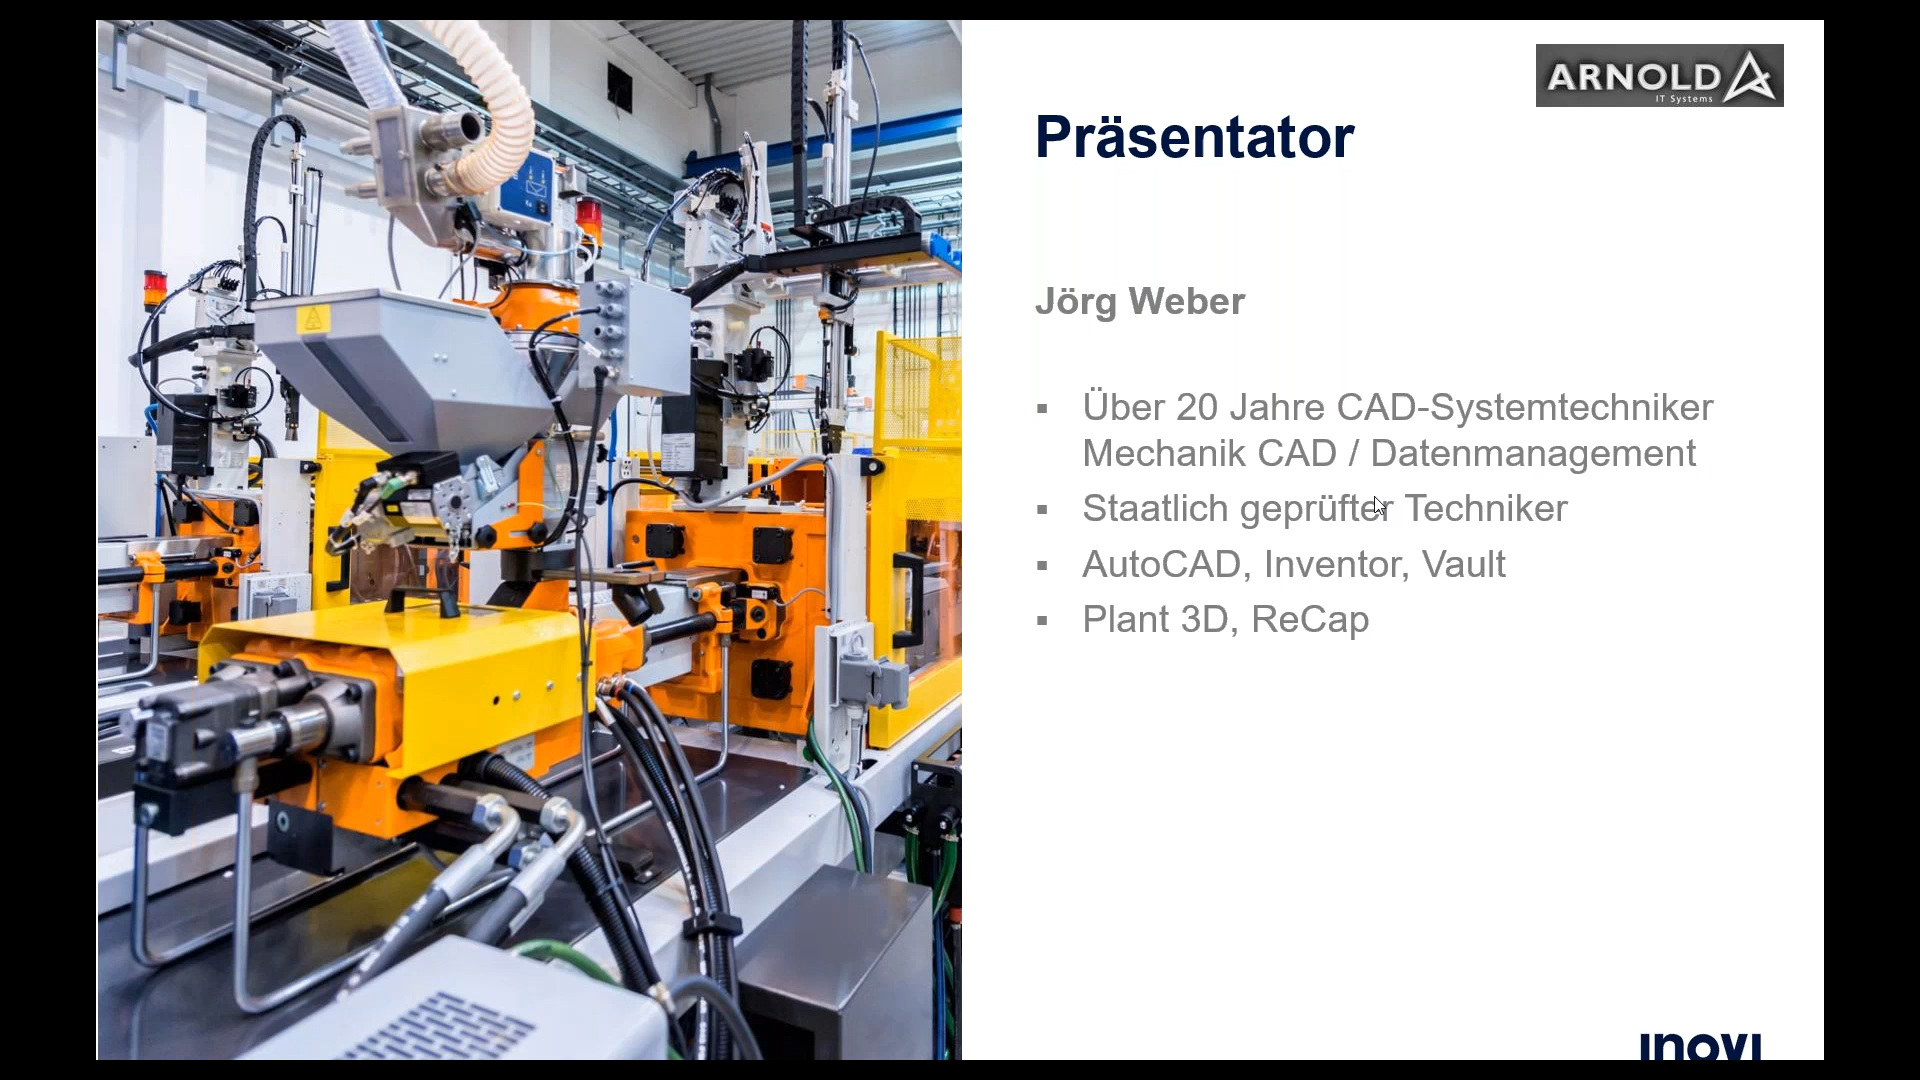 ARNOLD
IT Systems
Präsentator
Jörg Weber
▪ Über 20 Jahre CAD-Systemtechniker
Mechanik CAD / Datenmanagement
▪ Staatlich geprüfter Techniker
▪ AutoCAD, Inventor, Vault
▪ Plant 3D, ReCap
inovi